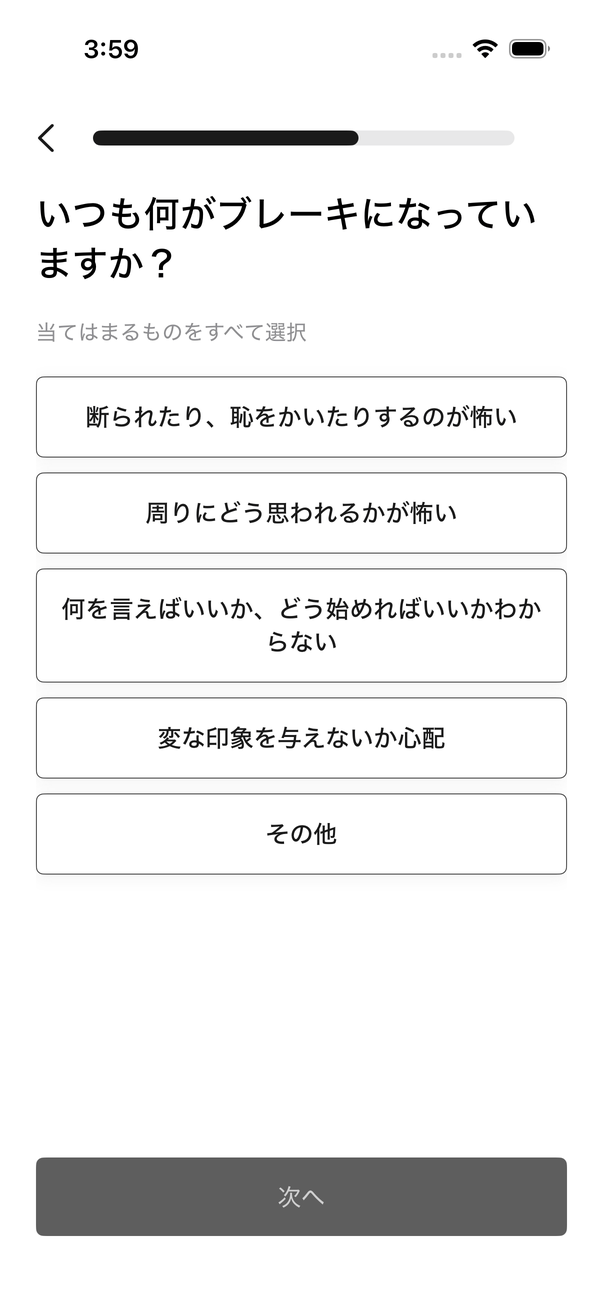 3:59
いつも何がブレーキになってい
ますか？
当てはまるものをすべて選択
断られたり、恥をかいたりするのが怖い
周りにどう思われるかが怖い
何を言えばいいか、どう始めればいいかわか
らない
変な印象を与えないか心配
その他
次へ